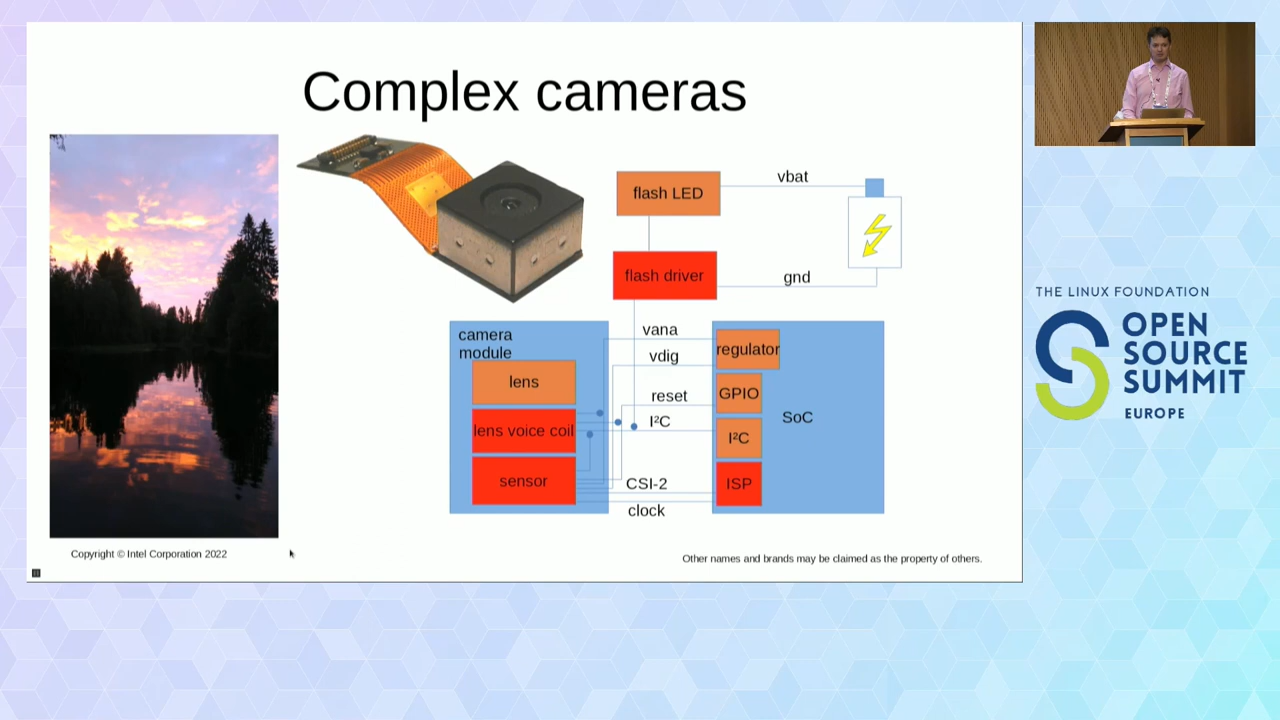 Complex cameras
flash LED
vbat
flash driver
gnd
camera
module
lens
lens voice coil
sensor
vana
vdig
reset
I²C
CSI-2
clock
regulator
GPIO
I²C
ISP
SoC
Copyright © Intel Corporation 2022
Other names and brands may be claimed as the property of others.
THE LINUX FOUNDATION
OPEN
SOURCE
SUMMIT
EUROPE